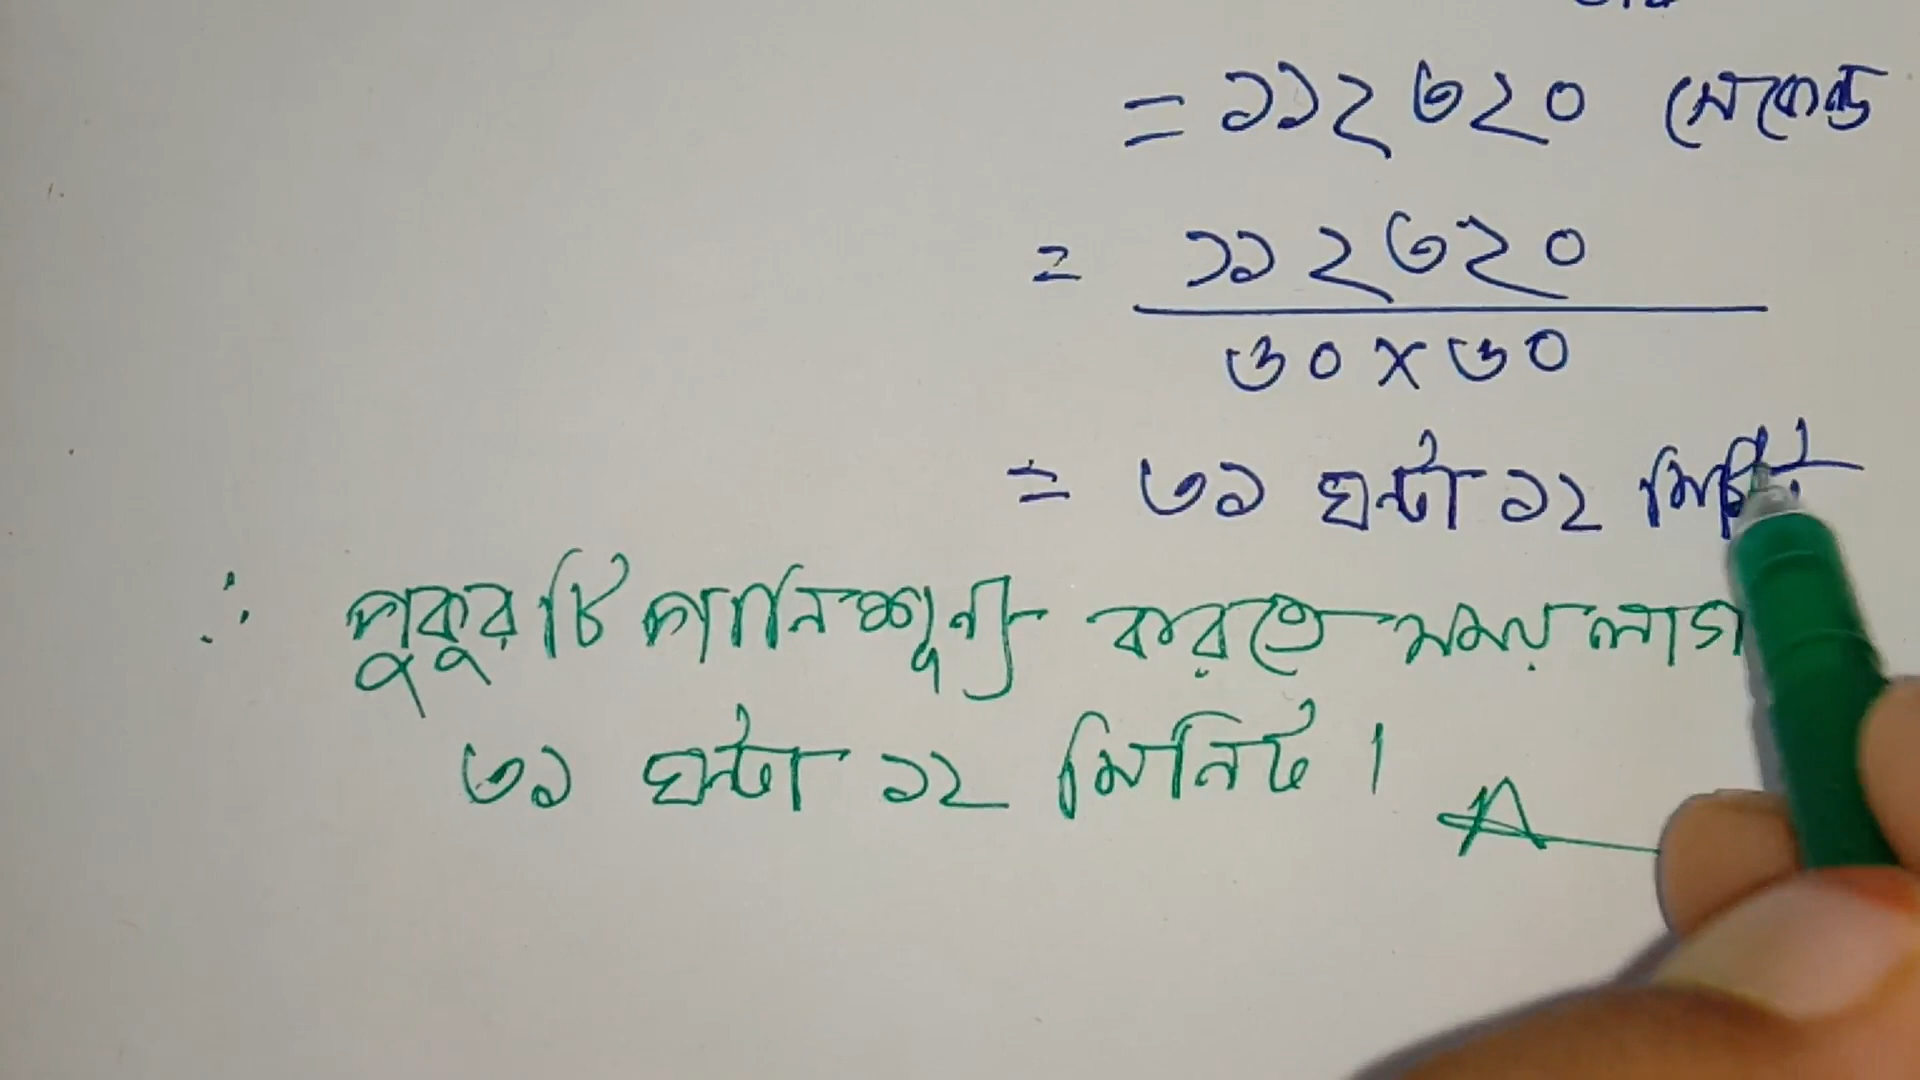 = ১১২৩২০ সেকেন্ড
= ১১২৩২০
৬০×৬০
= ৩১ ঘন্টা ১২
∴ পুকুরটি পানিশূন্য করতে সময় লাগ
৩১ ঘন্টা ১২ মিনিট।
A